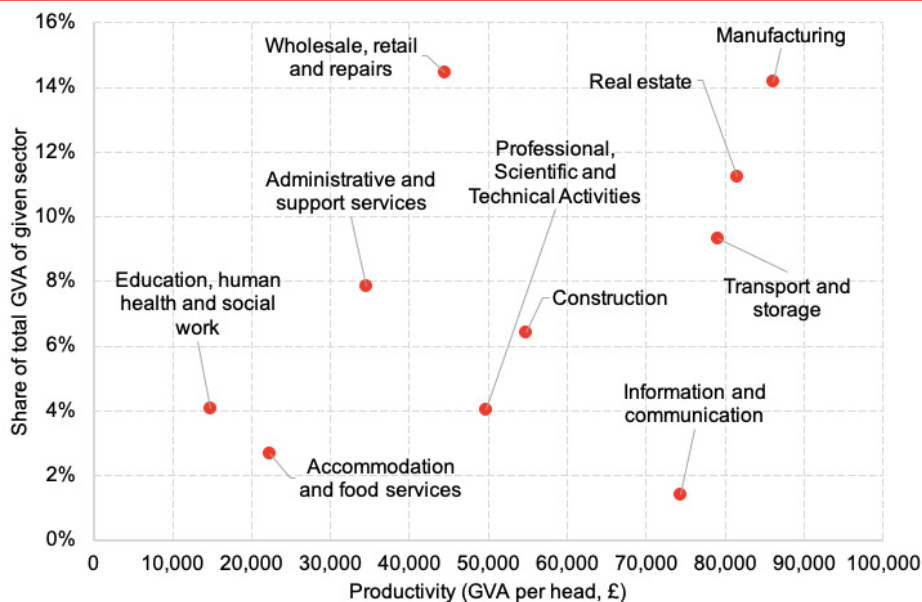 16%
14%
12%
10%
8%
6%
4%
2%
0%
Share of total GVA of given sector
Wholesale, retail
and repairs
Manufacturing
Real estate
Professional,
Scientific and
Technical Activities
Administrative and
support services
Education, human
health and social
work
Construction
Transport and
storage
Information and
communication
Accommodation
and food services
0
10,000
20,000
30,000
40,000
50,000
60,000
70,000
80,000
90,000
100,000
Productivity (GVA per head, £)